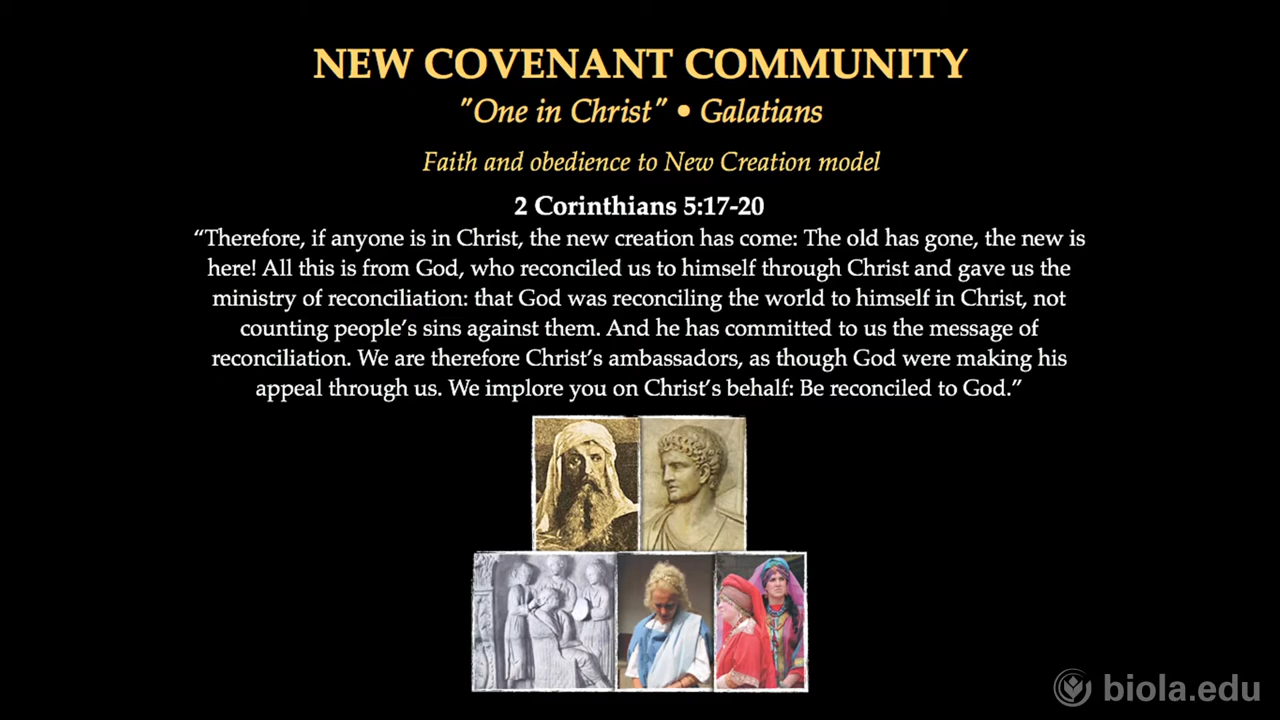 NEW COVENANT COMMUNITY
"One in Christ" • Galatians
Faith and obedience to New Creation model
2 Corinthians 5:17-20
“Therefore, if anyone is in Christ, the new creation has come: The old has gone, the new is
here! All this is from God, who reconciled us to himself through Christ and gave us the
ministry of reconciliation: that God was reconciling the world to himself in Christ, not
counting people’s sins against them. And he has committed to us the message of
reconciliation. We are therefore Christ’s ambassadors, as though God were making his
appeal through us. We implore you on Christ’s behalf: Be reconciled to God.”
biola.edu